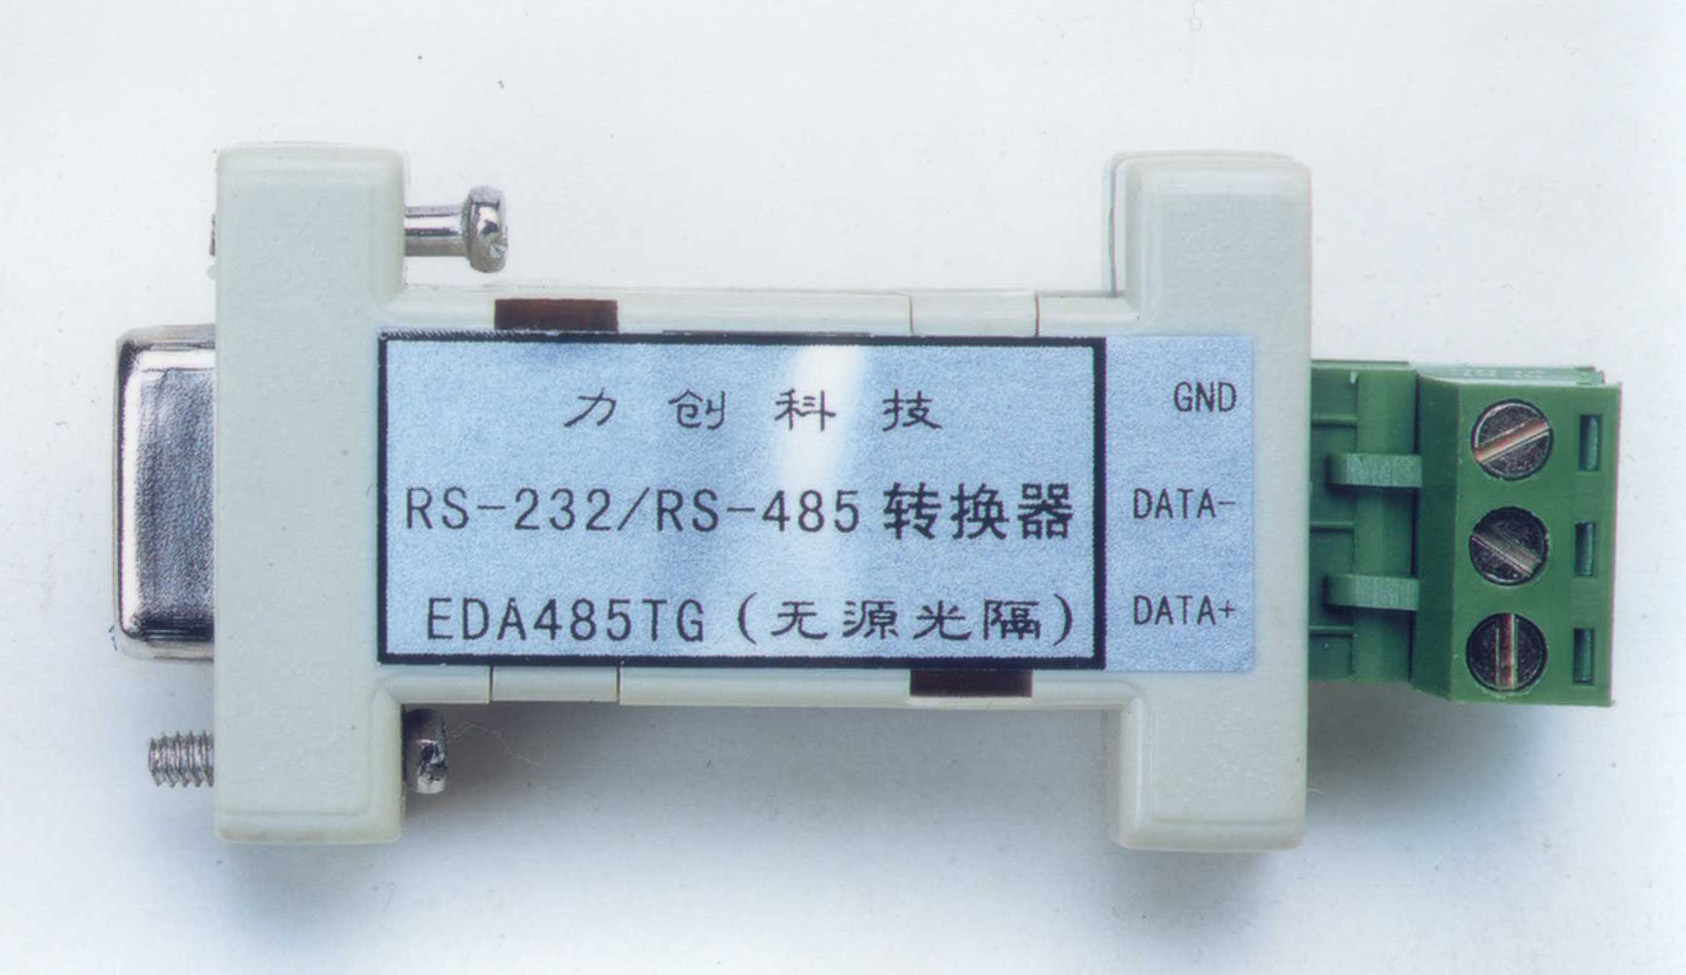 力创科技
RS-232/RS-485 转换器
EDA485TG (无源光隔)
GND
DATA-
DATA+